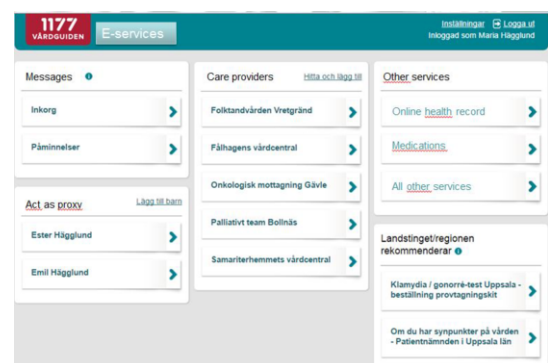 1177
VÅRDGUIDEN
E-services
Inställningar Logga ut
Inloggad som Maria Hägglund
Messages
Inkorg
Påminnelser
Act as proxy Lägg till barn
Ester Hägglund
Emil Hägglund
Care providers Hitta och lägg till
Folktandvården Vretgränd
Fålhagens vårdcentral
Onkologisk mottagning Gävle
Palliativt team Bollnäs
Samariterhemmets vårdcentral
Other services
Online health record
Medications
All other services
Landstinget/regionen
rekommenderar
Klamydia / gonorré-test Uppsala -
beställning provtagningskit
Om du har synpunkter på vården
- Patientnämnden i Uppsala län